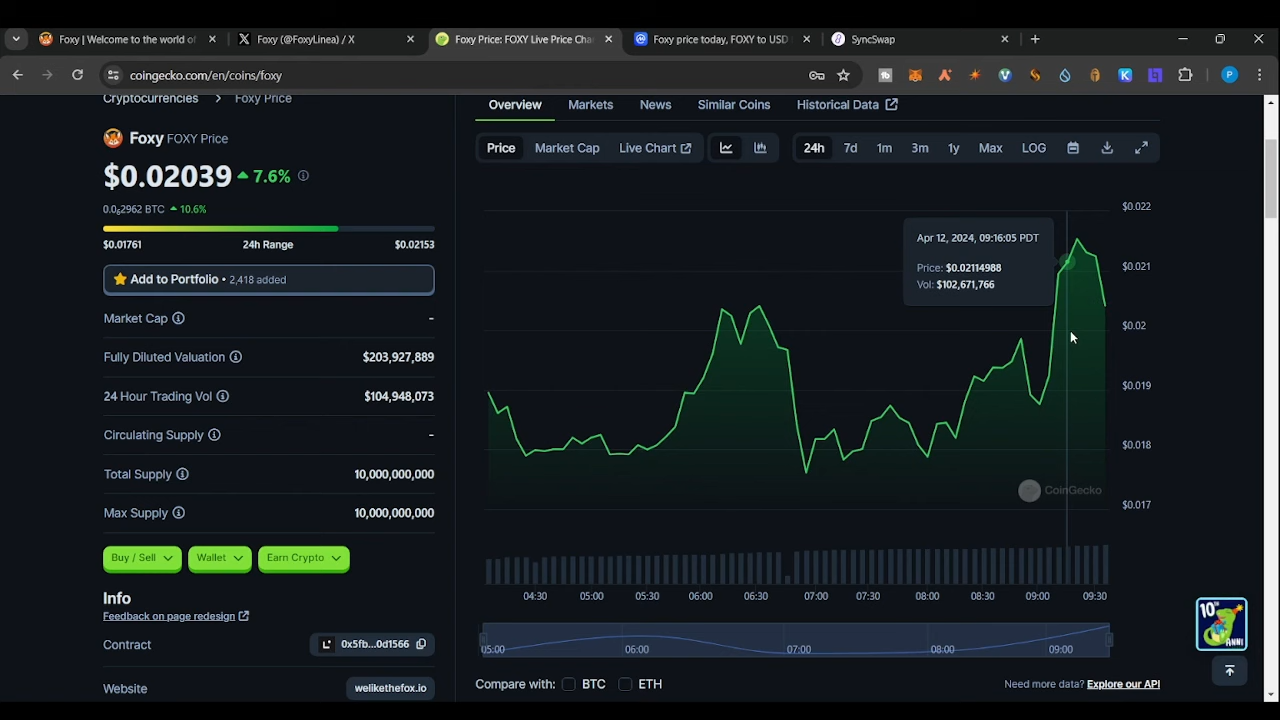 Foxy | Welcome to the world of
Foxy (@FoxyLinea) / X
Foxy Price: FOXY Live Price Cha
Foxy price today, FOXY to USD
SyncSwap
coingecko.com/en/coins/foxy
Cryptocurrencies > Foxy Price
Foxy FOXY Price
$0.02039 7.6%
0.0₆2962 BTC 10.6%
$0.01761 24h Range $0.02153
Add to Portfolio • 2,418 added
Market Cap -
Fully Diluted Valuation $203,927,889
24 Hour Trading Vol $104,948,073
Circulating Supply -
Total Supply 10,000,000,000
Max Supply 10,000,000,000
Buy / Sell Wallet Earn Crypto
Info
Feedback on page redesign
Contract 0x5fb...0d1566
Website welikethefox.io
Overview Markets News Similar Coins Historical Data
Price Market Cap Live Chart 24h 7d 1m 3m 1y Max LOG
$0.022
$0.021
$0.02
$0.019
$0.018
$0.017
Apr 12, 2024, 09:16:05 PDT
Price: $0.02114988
Vol: $102,671,766
CoinGecko
04:30 05:00 05:30 06:00 06:30 07:00 07:30 08:00 08:30 09:00 09:30
05:00 06:00 07:00 08:00 09:00
Compare with: BTC ETH
Need more data? Explore our API
10th
ANNI